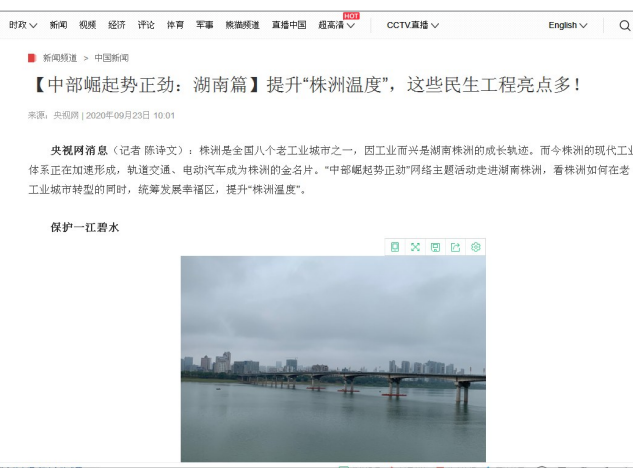 时政 新闻 视频 经济 评论 体育 军事 熊猫频道 直播中国 超高清 HOT CCTV.直播 English
新闻频道 > 中国新闻
【中部崛起势正劲：湖南篇】提升“株洲温度”，这些民生工程亮点多！
来源：央视网 | 2020年09月23日 10:01
央视网消息（记者 陈诗文）：株洲是全国八个老工业城市之一，因工业而兴是湖南株洲的成长轨迹。而今株洲的现代工业
体系正在加速形成，轨道交通、电动汽车成为株洲的金名片。“中部崛起势正劲”网络主题活动走进湖南株洲，看株洲如何在老
工业城市转型的同时，统筹发展幸福区，提升“株洲温度”。
保护一江碧水